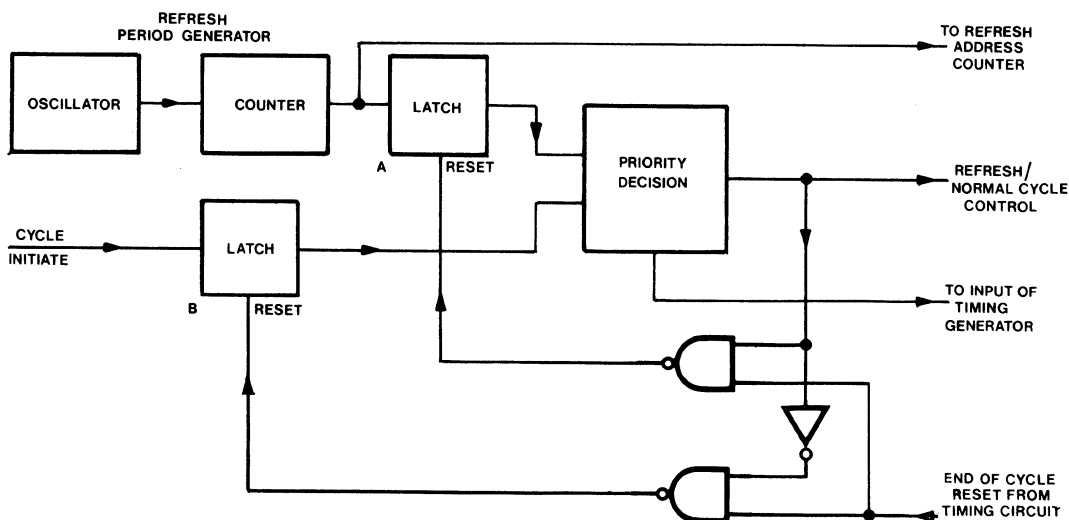 REFRESH
PERIOD GENERATOR
TO REFRESH
ADDRESS
COUNTER
OSCILLATOR
COUNTER
LATCH
A
RESET
PRIORITY
DECISION
REFRESH/
NORMAL CYCLE
CONTROL
CYCLE
INITIATE
LATCH
B
RESET
TO INPUT OF
TIMING
GENERATOR
END OF CYCLE
RESET FROM
TIMING CIRCUIT